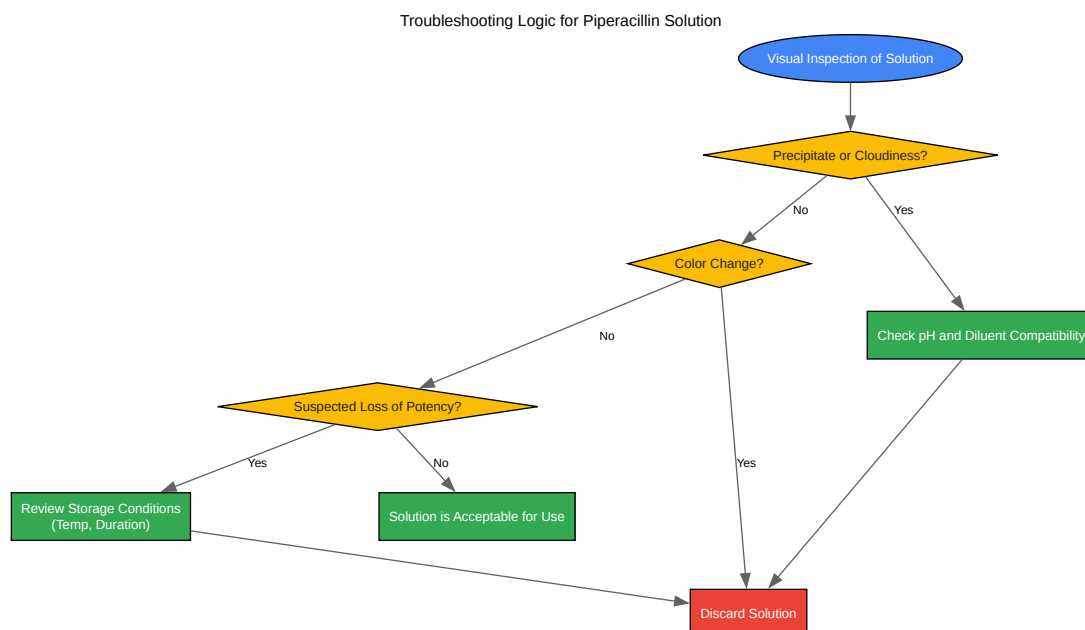 Troubleshooting Logic for Piperacillin Solution
Visual Inspection of Solution
Precipitate or Cloudiness?
No
Yes
Color Change?
Check pH and Diluent Compatibility
No
Suspected Loss of Potency?
Yes
No
Yes
Review Storage Conditions
(Temp, Duration)
Solution is Acceptable for Use
Discard Solution